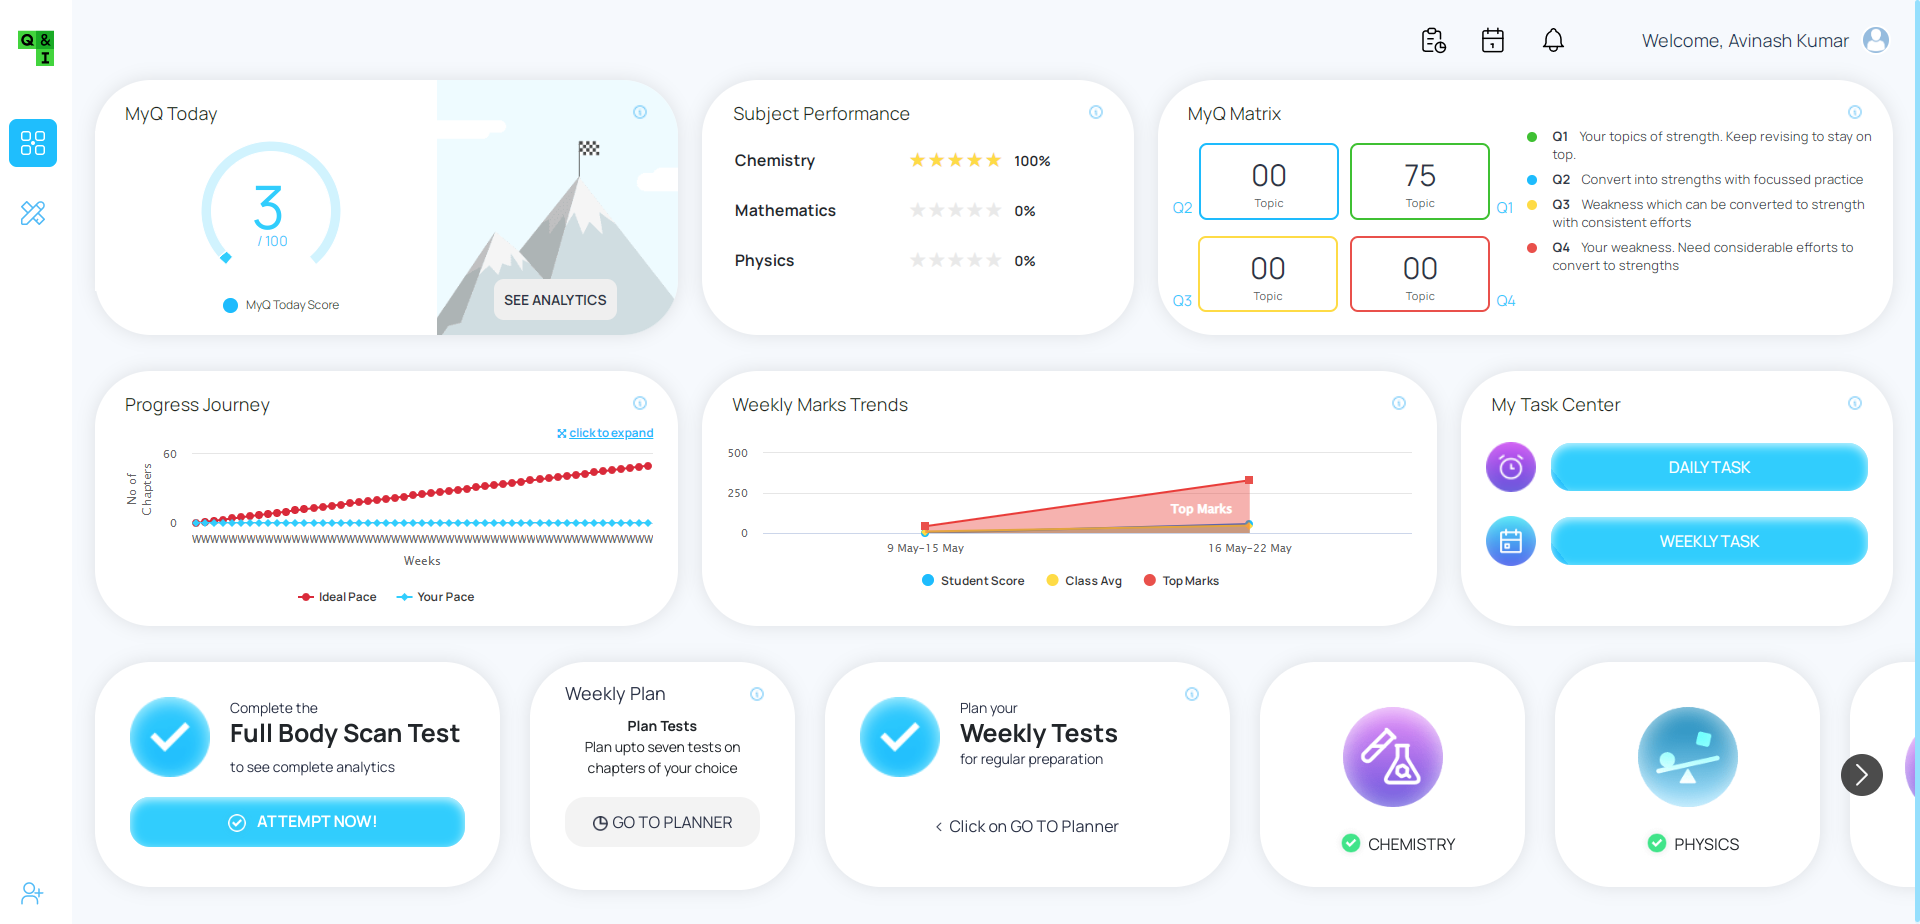 Q &
I
Welcome, Avinash Kumar
MyQ Today
3
/ 100
MyQ Today Score
SEE ANALYTICS
Subject Performance
Chemistry 100%
Mathematics 0%
Physics 0%
MyQ Matrix
00
Topic
Q2
75
Topic
Q1
00
Topic
Q3
00
Topic
Q4
Q1 Your topics of strength. Keep revising to stay on
top.
Q2 Convert into strengths with focussed practice
Q3 Weakness which can be converted to strength
with consistent efforts
Q4 Your weakness. Need considerable efforts to
convert to strengths
Progress Journey
click to expand
No of
Chapters
60
0
Weeks
Ideal Pace Your Pace
Weekly Marks Trends
500
250
0
Top Marks
9 May-15 May 16 May-22 May
Student Score Class Avg Top Marks
My Task Center
DAILY TASK
WEEKLY TASK
Complete the
Full Body Scan Test
to see complete analytics
ATTEMPT NOW!
Weekly Plan
Plan Tests
Plan upto seven tests on
chapters of your choice
GO TO PLANNER
Plan your
Weekly Tests
for regular preparation
< Click on GO TO Planner
CHEMISTRY
PHYSICS